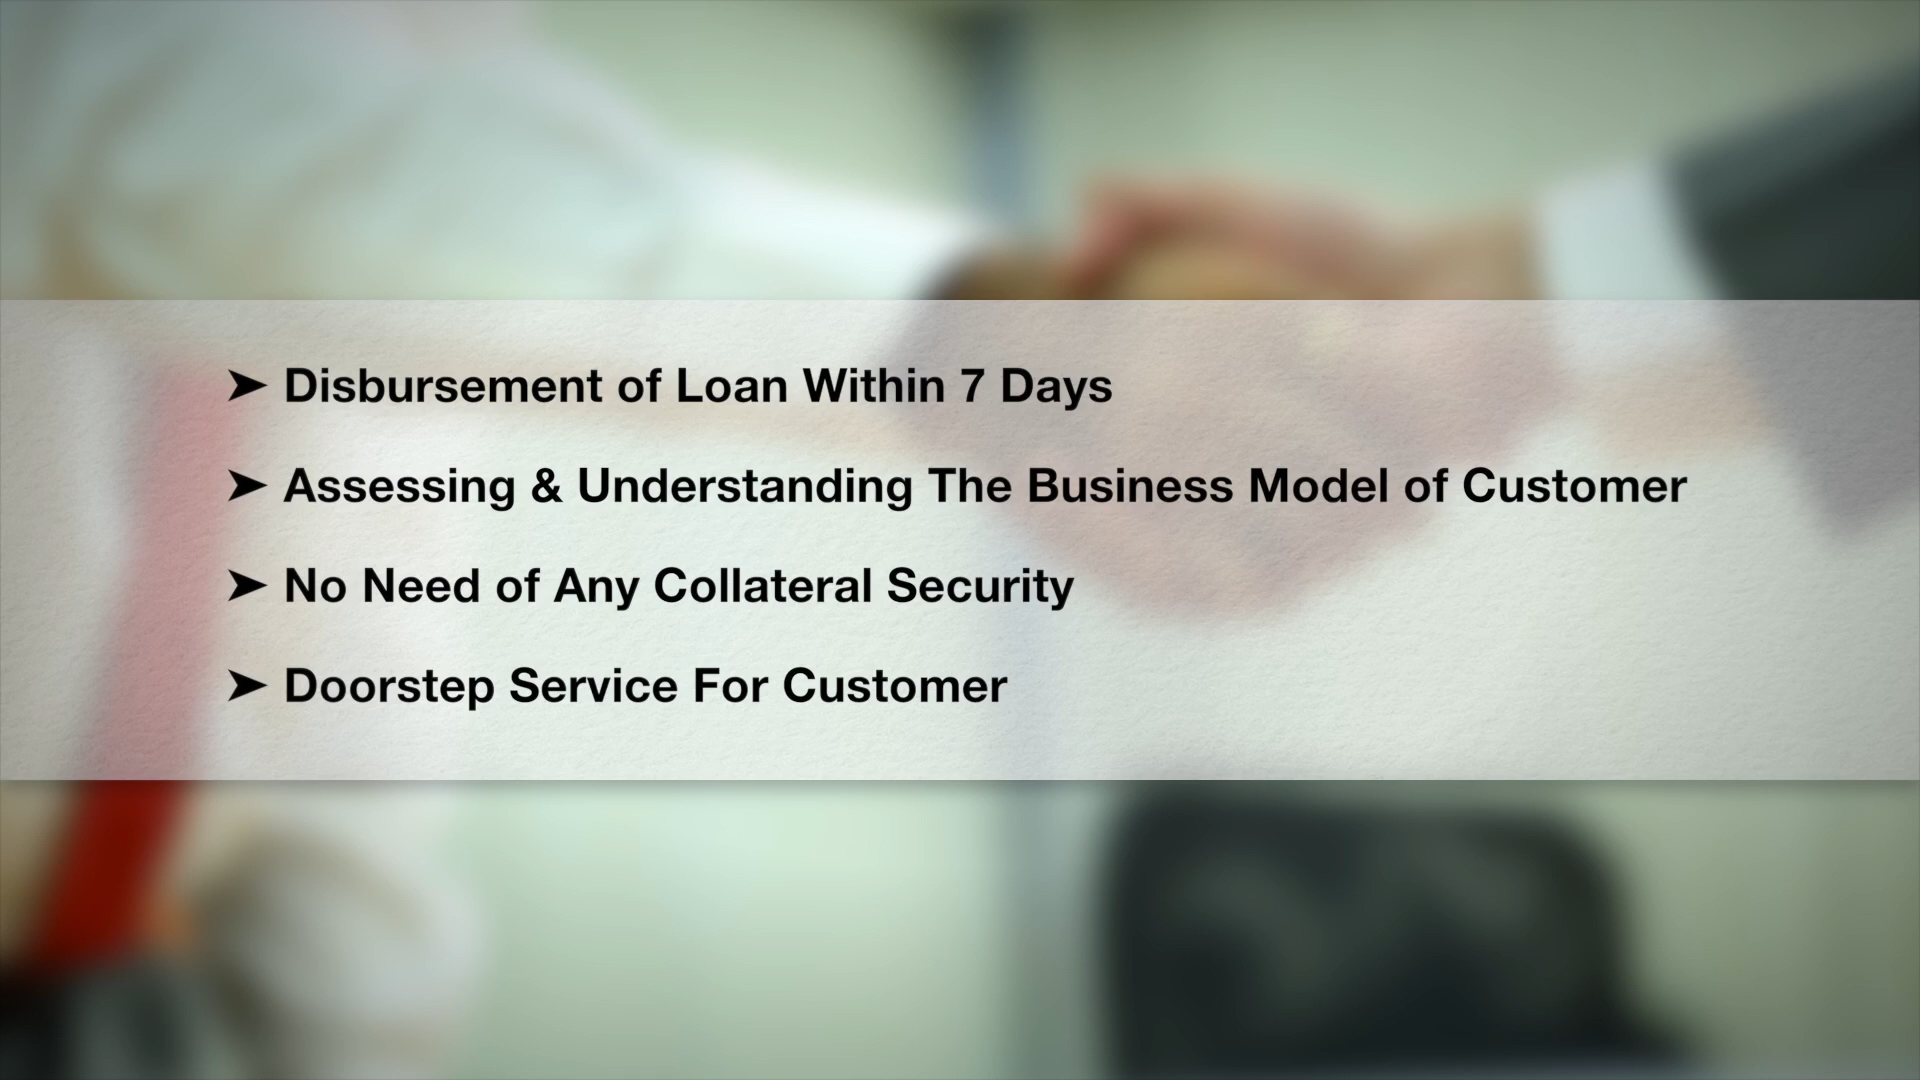 ➤ Disbursement of Loan Within 7 Days
➤ Assessing & Understanding The Business Model of Customer
➤ No Need of Any Collateral Security
➤ Doorstep Service For Customer